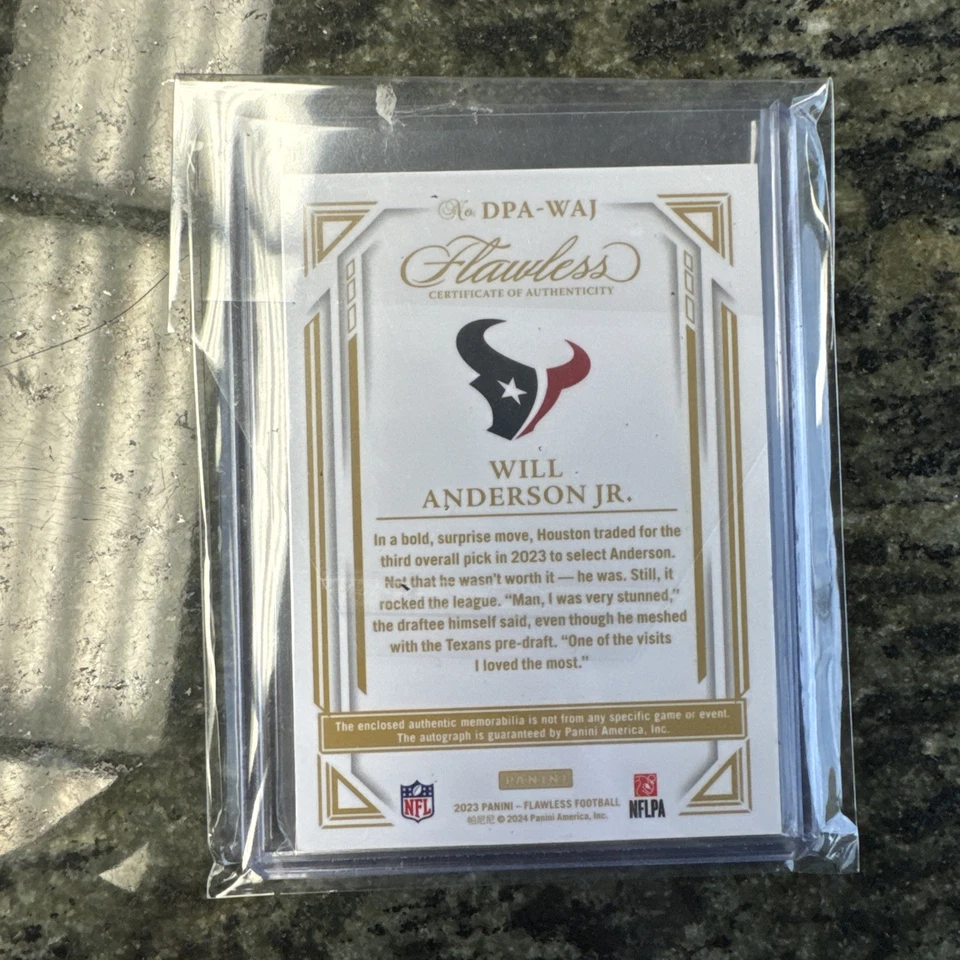 No. DPA-WAJ
Flawless
CERTIFICATE OF AUTHENTICITY
WILL
ANDERSON JR.
In a bold, surprise move, Houston traded for the
third overall pick in 2023 to select Anderson.
Not that he wasn't worth it — he was. Still, it
rocked the league. “Man, I was very stunned,”
the draftee himself said, even though he meshed
with the Texans pre-draft. “One of the visits
I loved the most.”
The enclosed authentic memorabilia is not from any specific game or event.
The autograph is guaranteed by Panini America, Inc.
PANINI
NFL
2023 PANINI – FLAWLESS FOOTBALL
帕尼尼 © 2024 Panini America, Inc.
NFLPA